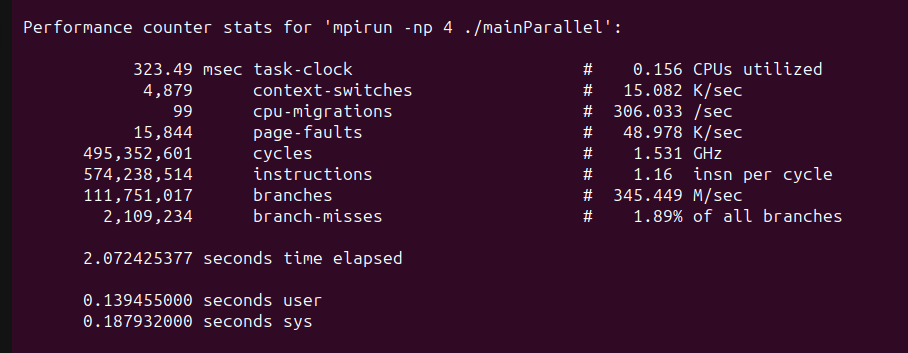 Performance counter stats for 'mpirun -np 4 ./mainParallel':
323.49 msec task-clock # 0.156 CPUs utilized
4,879 context-switches # 15.082 K/sec
99 cpu-migrations # 306.033 /sec
15,844 page-faults # 48.978 K/sec
495,352,601 cycles # 1.531 GHz
574,238,514 instructions # 1.16 insn per cycle
111,751,017 branches # 345.449 M/sec
2,109,234 branch-misses # 1.89% of all branches
2.072425377 seconds time elapsed
0.139455000 seconds user
0.187932000 seconds sys